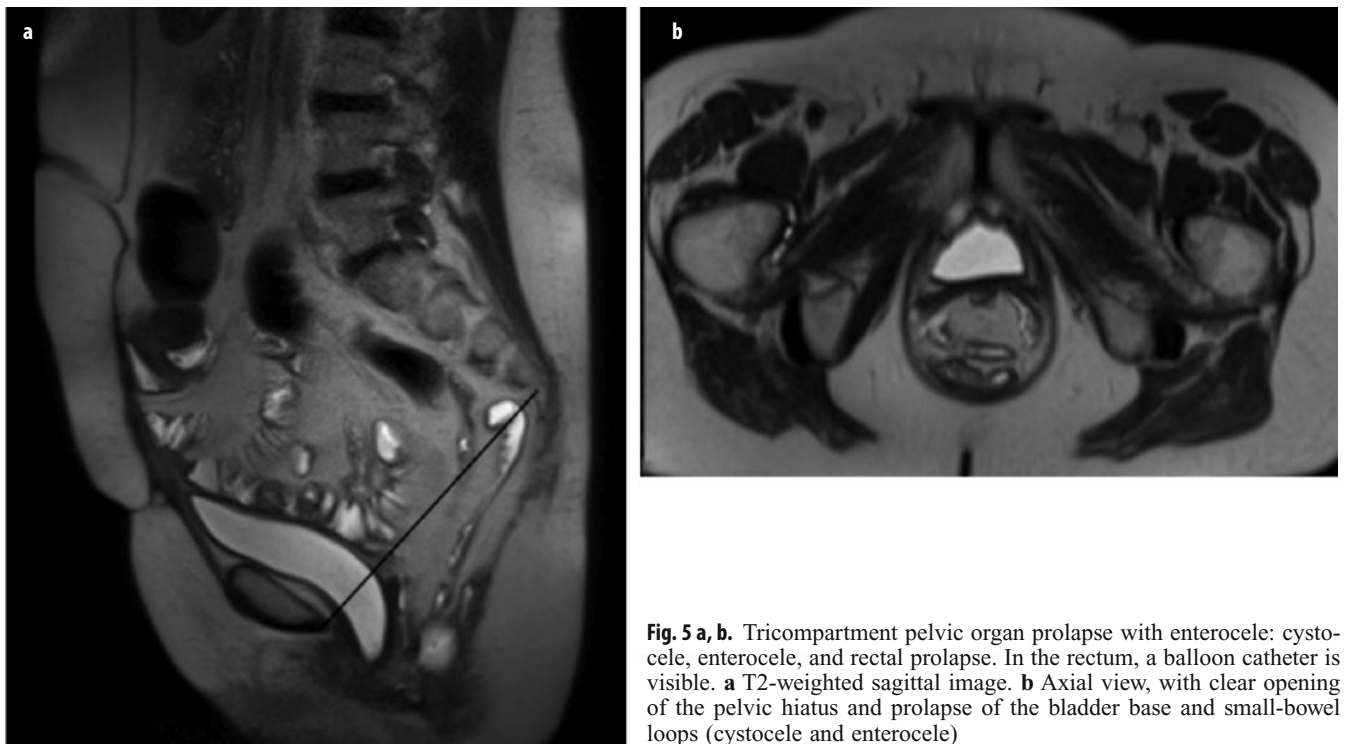 a
b
Fig. 5 a, b. Tricompartment pelvic organ prolapse with enterocele: cysto-
cele, enterocele, and rectal prolapse. In the rectum, a balloon catheter is
visible. a T2-weighted sagittal image. b Axial view, with clear opening
of the pelvic hiatus and prolapse of the bladder base and small-bowel
loops (cystocele and enterocele)